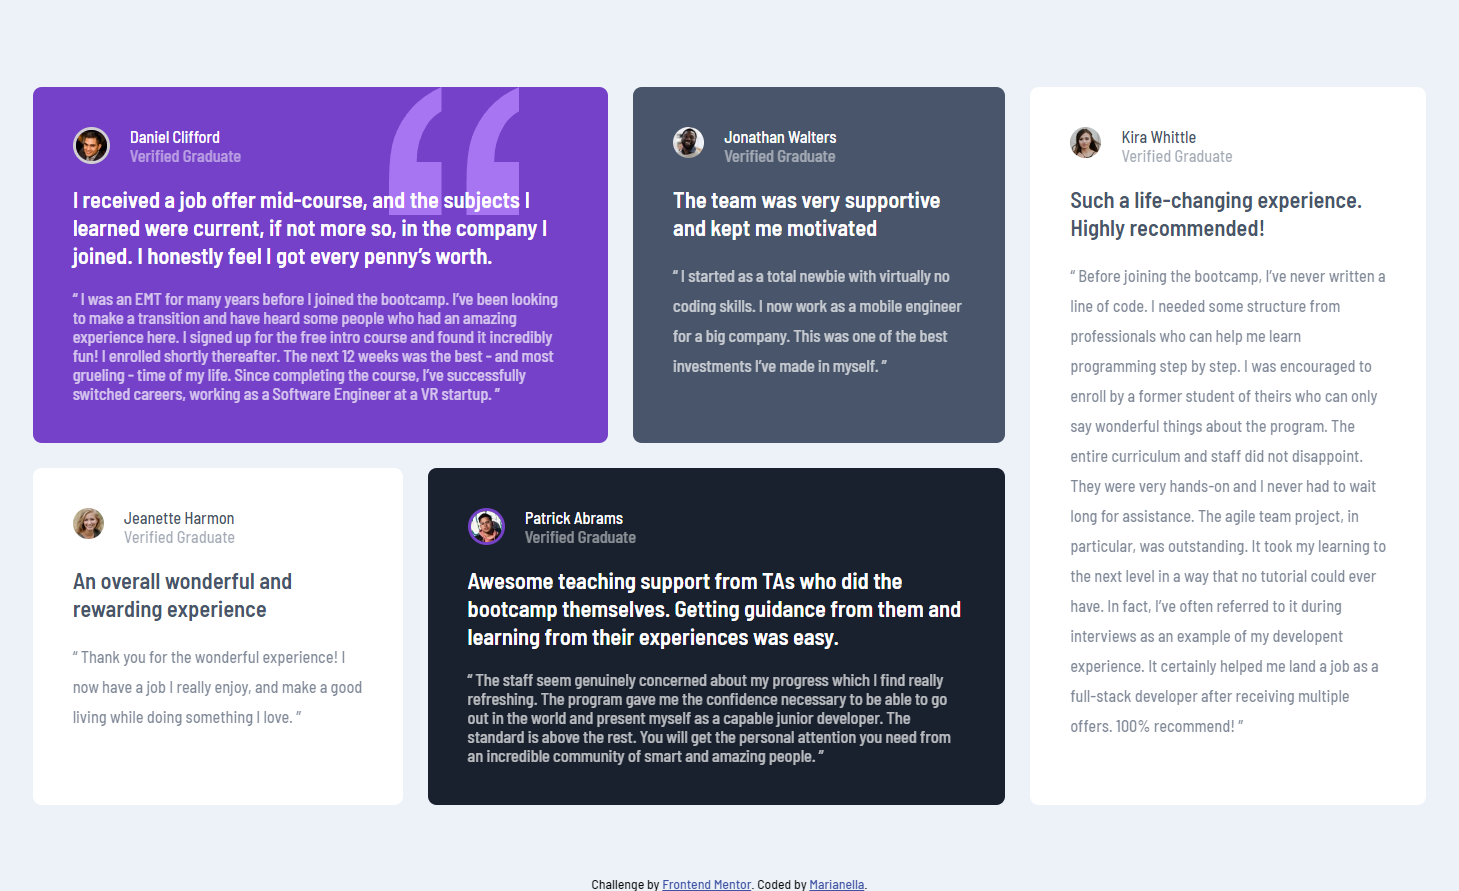 Daniel Clifford
Verified Graduate
I received a job offer mid-course, and the subjects I
learned were current, if not more so, in the company I
joined. I honestly feel I got every penny’s worth.
“ I was an EMT for many years before I joined the bootcamp. I’ve been looking
to make a transition and have heard some people who had an amazing
experience here. I signed up for the free intro course and found it incredibly
fun! I enrolled shortly thereafter. The next 12 weeks was the best - and most
grueling - time of my life. Since completing the course, I’ve successfully
switched careers, working as a Software Engineer at a VR startup. ”
Jonathan Walters
Verified Graduate
The team was very supportive
and kept me motivated
“ I started as a total newbie with virtually no
coding skills. I now work as a mobile engineer
for a big company. This was one of the best
investments I’ve made in myself. ”
Kira Whittle
Verified Graduate
Such a life-changing experience.
Highly recommended!
“ Before joining the bootcamp, I’ve never written a
line of code. I needed some structure from
professionals who can help me learn
programming step by step. I was encouraged to
enroll by a former student of theirs who can only
say wonderful things about the program. The
entire curriculum and staff did not disappoint.
They were very hands-on and I never had to wait
long for assistance. The agile team project, in
particular, was outstanding. It took my learning to
the next level in a way that no tutorial could ever
have. In fact, I’ve often referred to it during
interviews as an example of my developent
experience. It certainly helped me land a job as a
full-stack developer after receiving multiple
offers. 100% recommend! ”
Jeanette Harmon
Verified Graduate
An overall wonderful and
rewarding experience
“ Thank you for the wonderful experience! I
now have a job I really enjoy, and make a good
living while doing something I love. ”
Patrick Abrams
Verified Graduate
Awesome teaching support from TAs who did the
bootcamp themselves. Getting guidance from them and
learning from their experiences was easy.
“ The staff seem genuinely concerned about my progress which I find really
refreshing. The program gave me the confidence necessary to be able to go
out in the world and present myself as a capable junior developer. The
standard is above the rest. You will get the personal attention you need from
an incredible community of smart and amazing people. ”
Challenge by Frontend Mentor. Coded by Marianella.